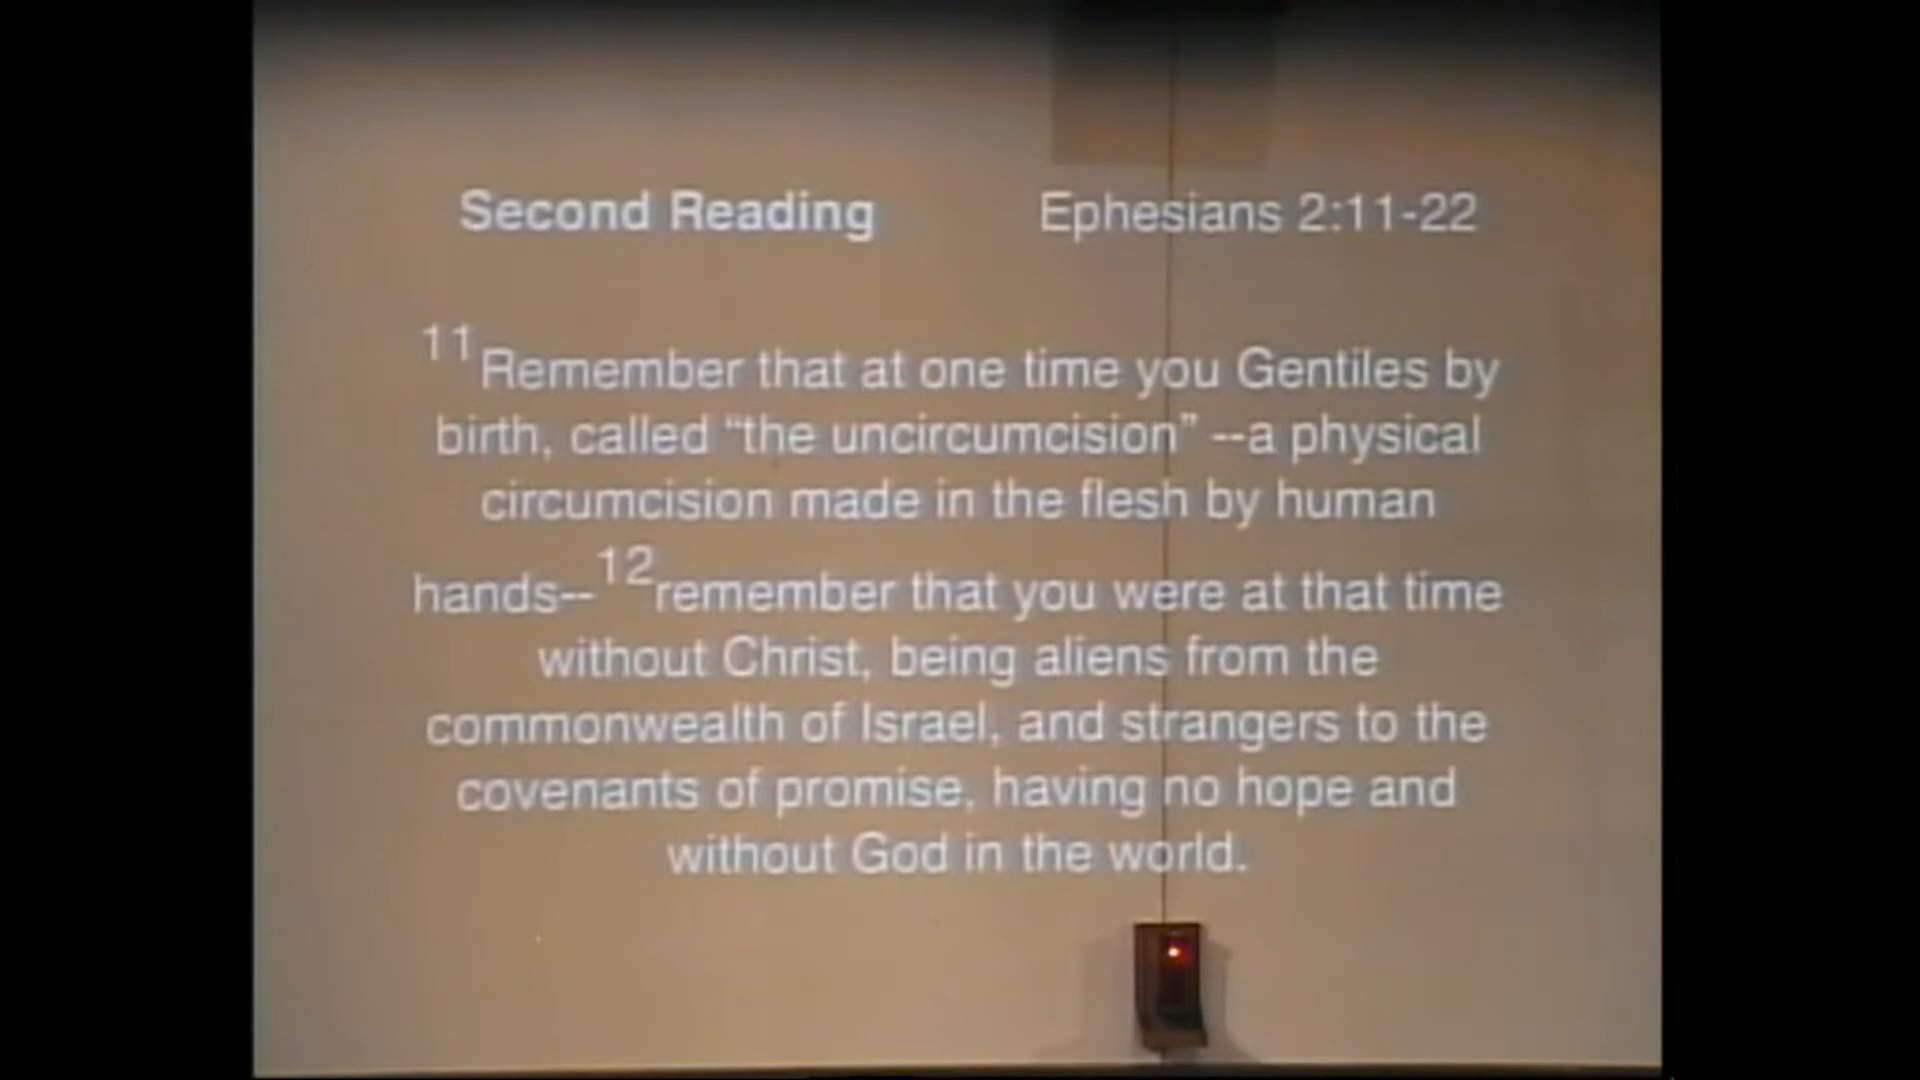 Second Reading Ephesians 2:11-22
11Remember that at one time you Gentiles by
birth, called “the uncircumcision” --a physical
circumcision made in the flesh by human
hands--12remember that you were at that time
without Christ, being aliens from the
commonwealth of Israel, and strangers to the
covenants of promise, having no hope and
without God in the world.